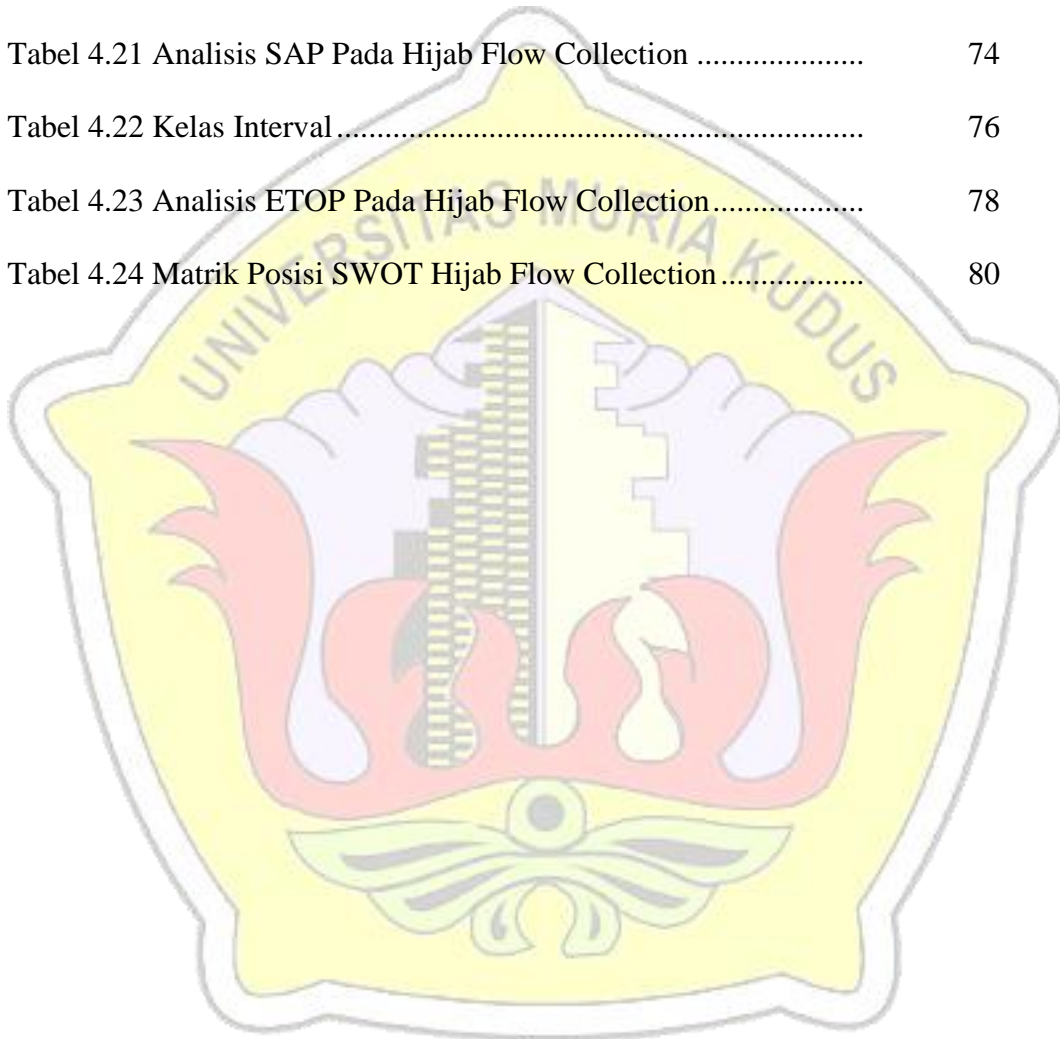 Tabel 4.21 Analisis SAP Pada Hijab Flow Collection .................... 74
Tabel 4.22 Kelas Interval ............................................................... 76
Tabel 4.23 Analisis ETOP Pada Hijab Flow Collection .................. 78
Tabel 4.24 Matrik Posisi SWOT Hijab Flow Collection ................. 80
UNIVERSITAS MURIA KUDUS